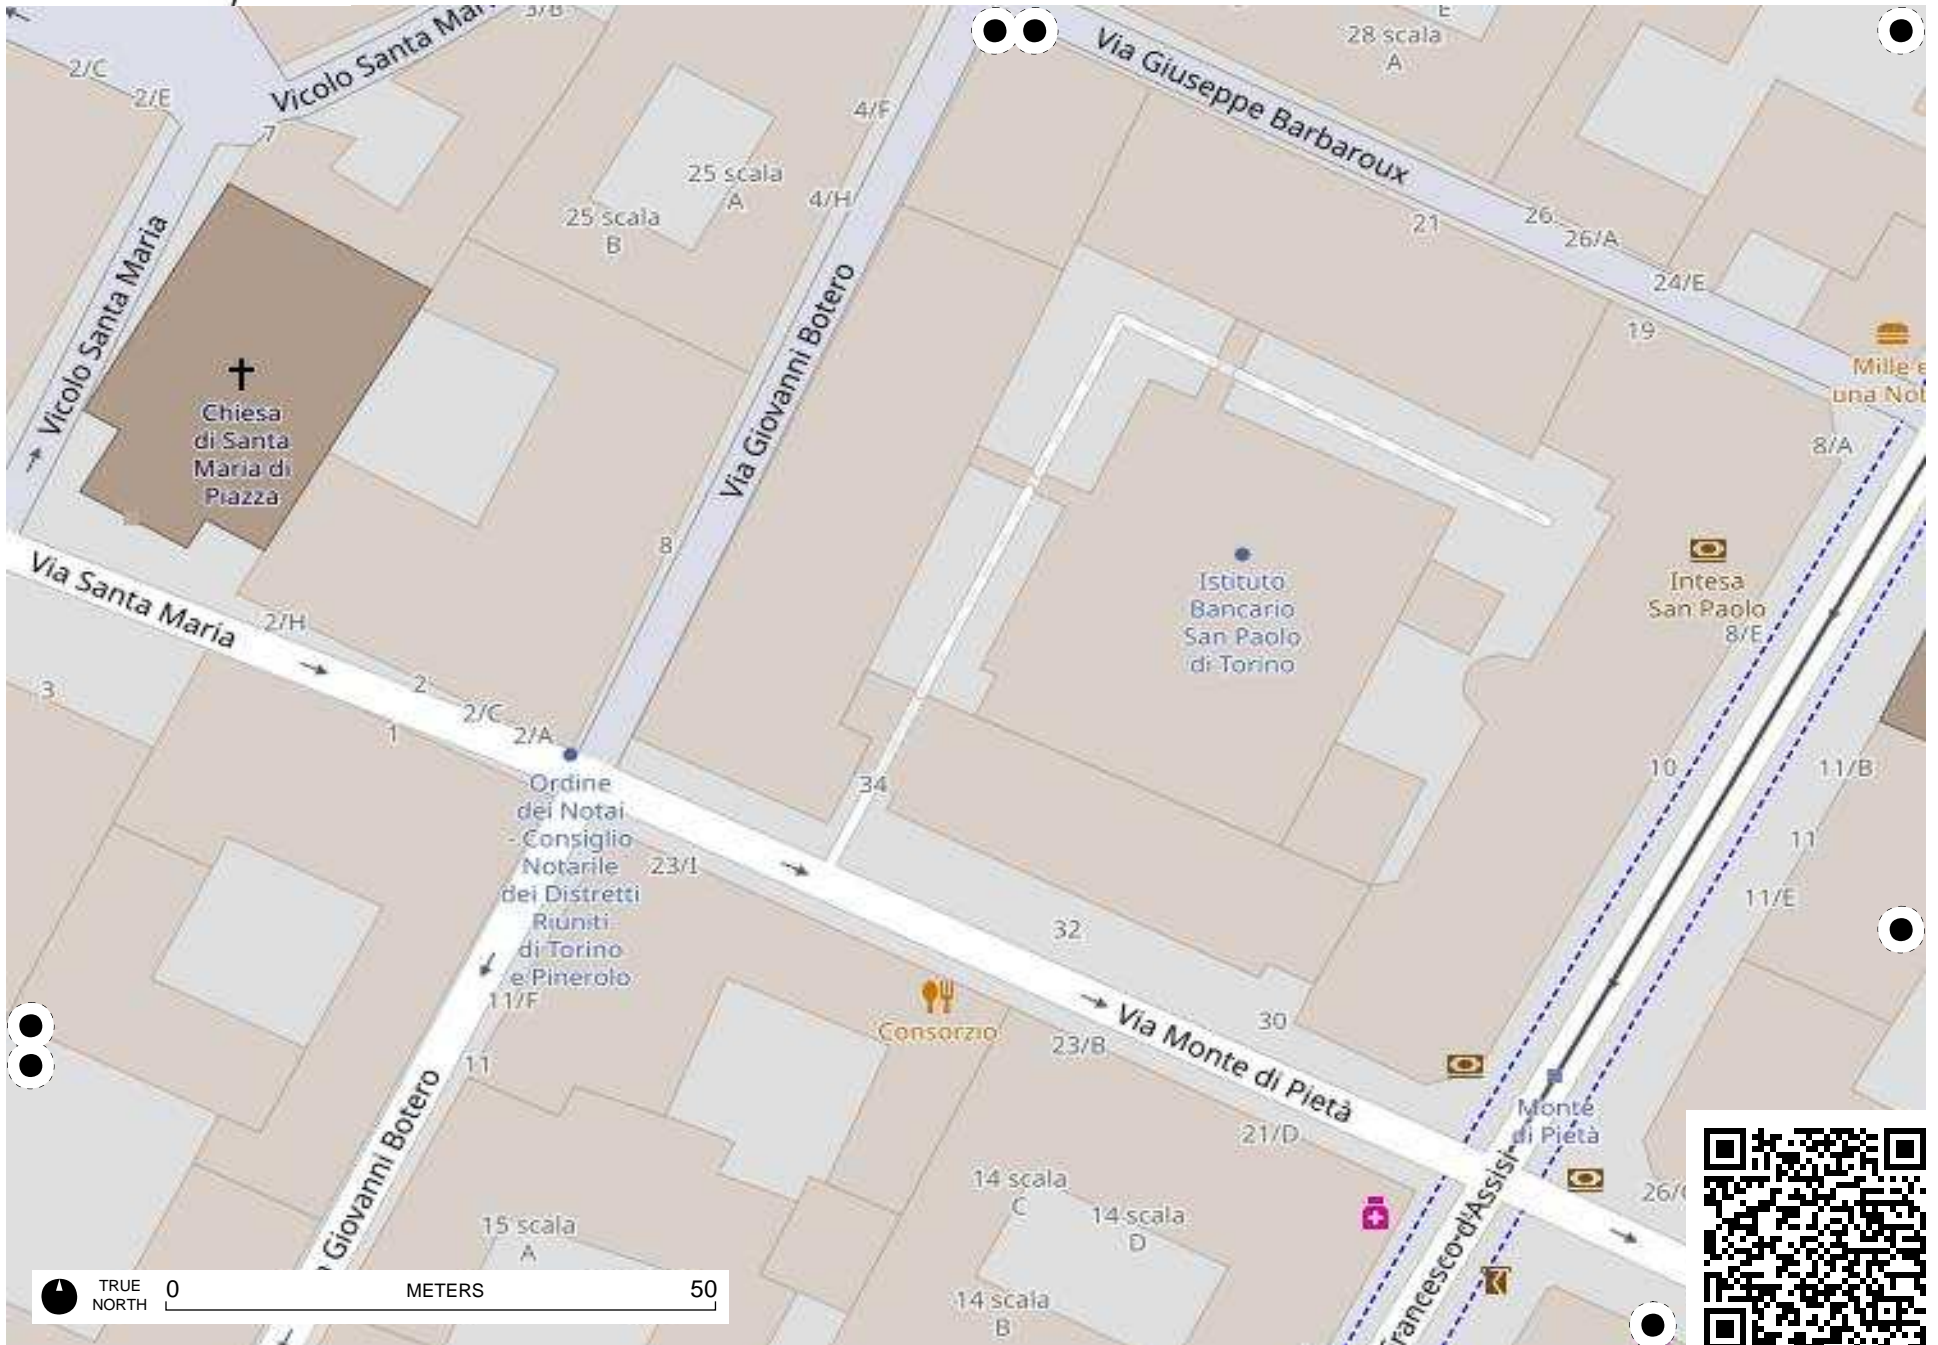 3/B
E
Vicolo Santa Mari
2/C
2/E
7
28 scala
A
Via Giuseppe Barbaroux
4/F
25 scala
A
25 scala
B
4/H
21
26
26/A
24/E
19
Mille e
una Not
8/A
Vicolo Santa Maria
Via Giovanni Botero
Chiesa
di Santa
Maria di
Piazza
8
Istituto
Bancario
San Paolo
di Torino
Intesa
San Paolo
8/E
Via Santa Maria
2/H
3
2
2/C
2/A
1
34
10
11/B
11
11/E
Ordine
dei Notai
- Consiglio
Notarile
dei Distretti
Riuniti
di Torino
e Pinerolo
23/I
32
11/F
11
Consorzio
30
23/B
Via Monte di Pietà
21/D
Monte
di Pietà
26/
Giovanni Botero
15 scala
A
14 scala
C
14 scala
D
14 scala
B
rancesco d'Assisi
TRUE
NORTH
0 METERS 50